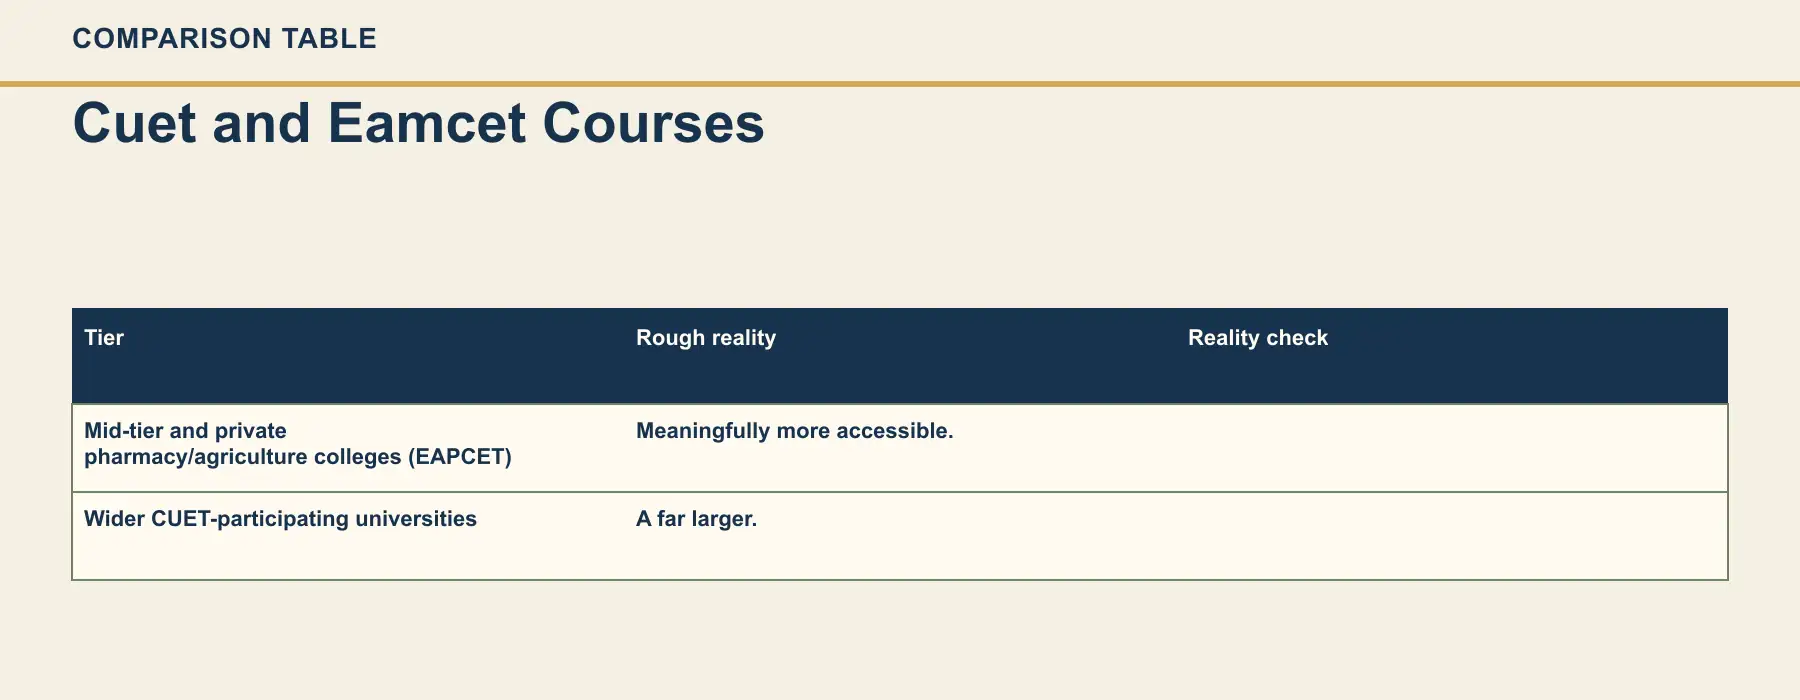 COMPARISON TABLE
Cuet and Eamcet Courses
Tier Rough reality Reality check
Mid-tier and private
pharmacy/agriculture colleges (EAPCET)
Meaningfully more accessible.
Wider CUET-participating universities
A far larger.